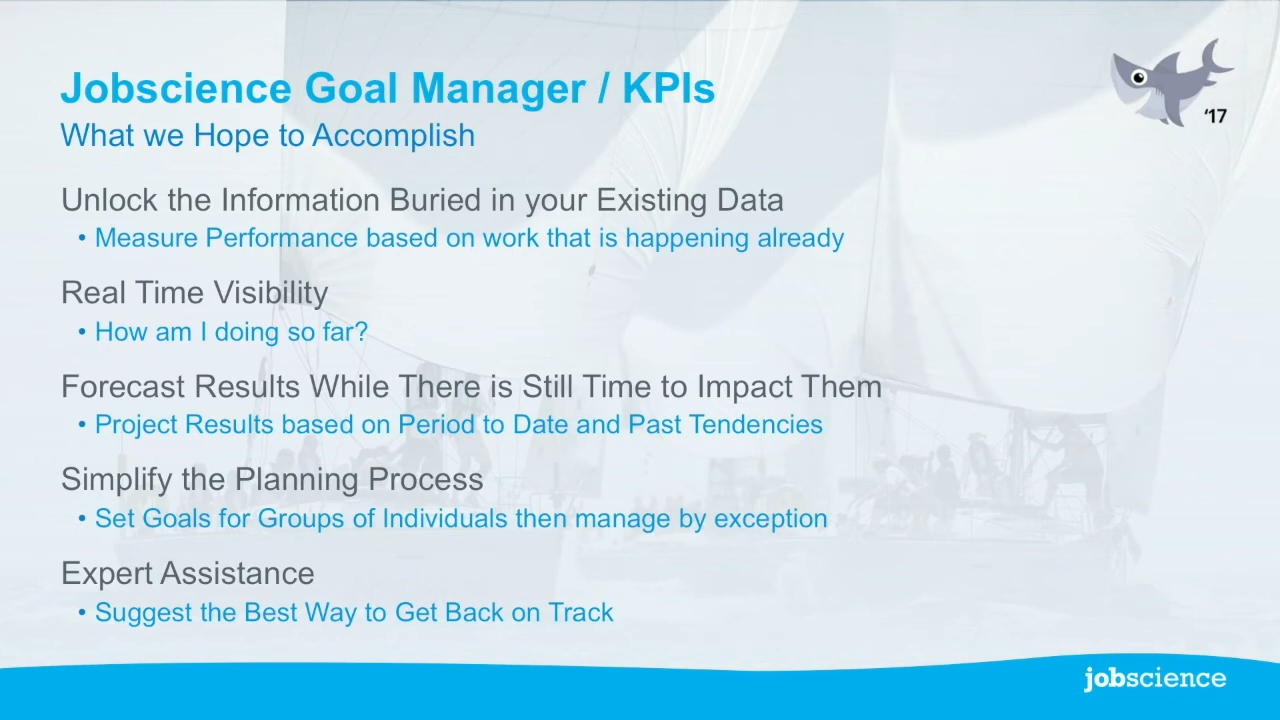 Jobscience Goal Manager / KPIs
‘17
What we Hope to Accomplish
Unlock the Information Buried in your Existing Data
• Measure Performance based on work that is happening already
Real Time Visibility
• How am I doing so far?
Forecast Results While There is Still Time to Impact Them
• Project Results based on Period to Date and Past Tendencies
Simplify the Planning Process
• Set Goals for Groups of Individuals then manage by exception
Expert Assistance
• Suggest the Best Way to Get Back on Track
jobscience